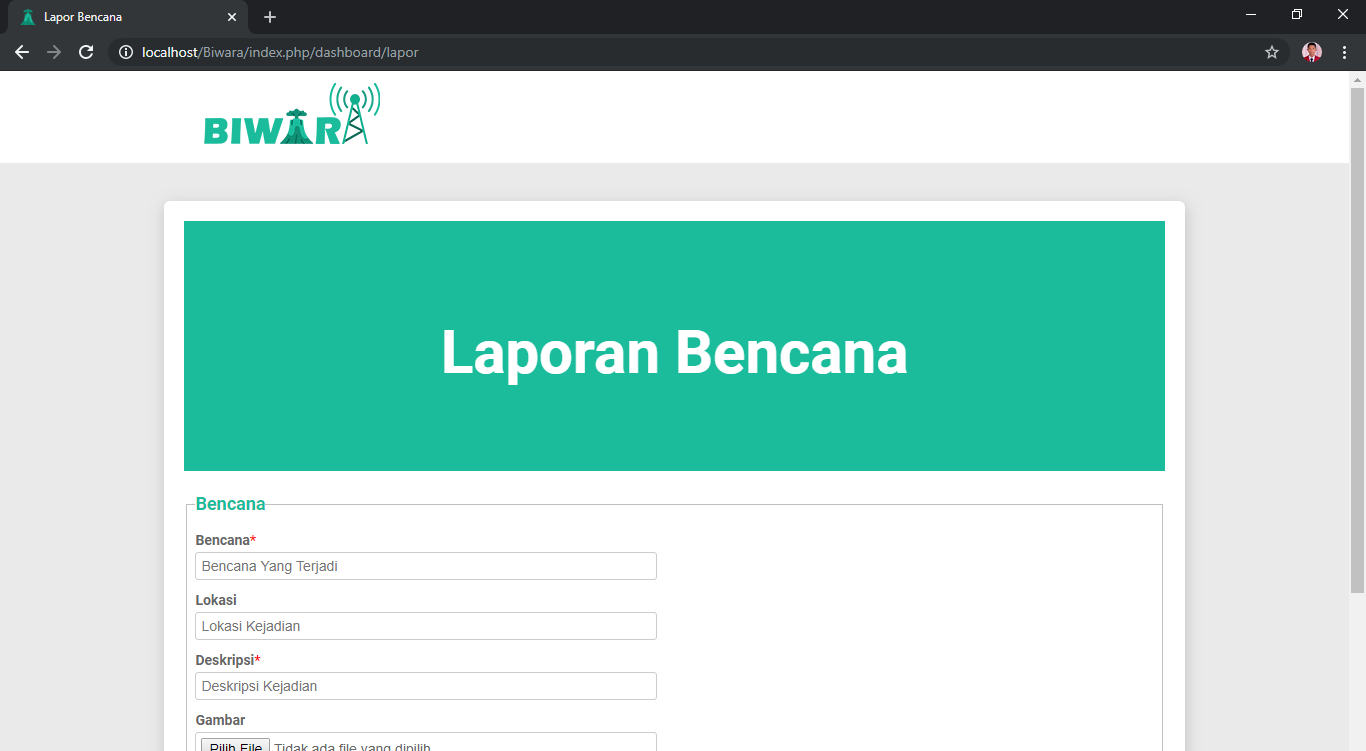 Lapor Bencana
localhost/Biwara/index.php/dashboard/lapor
BIWARA
Laporan Bencana
Bencana
Bencana*
Bencana Yang Terjadi
Lokasi
Lokasi Kejadian
Deskripsi*
Deskripsi Kejadian
Gambar
Pilih File Tidak ada file yang dipilih